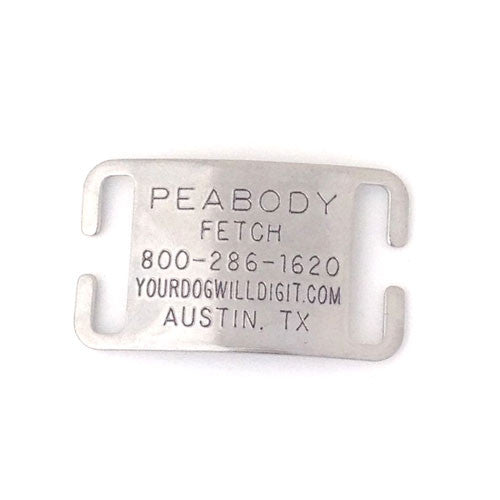 PEABODY
FETCH
800-286-1620
YOURDOGWILLDIGIT.COM
AUSTIN, TX